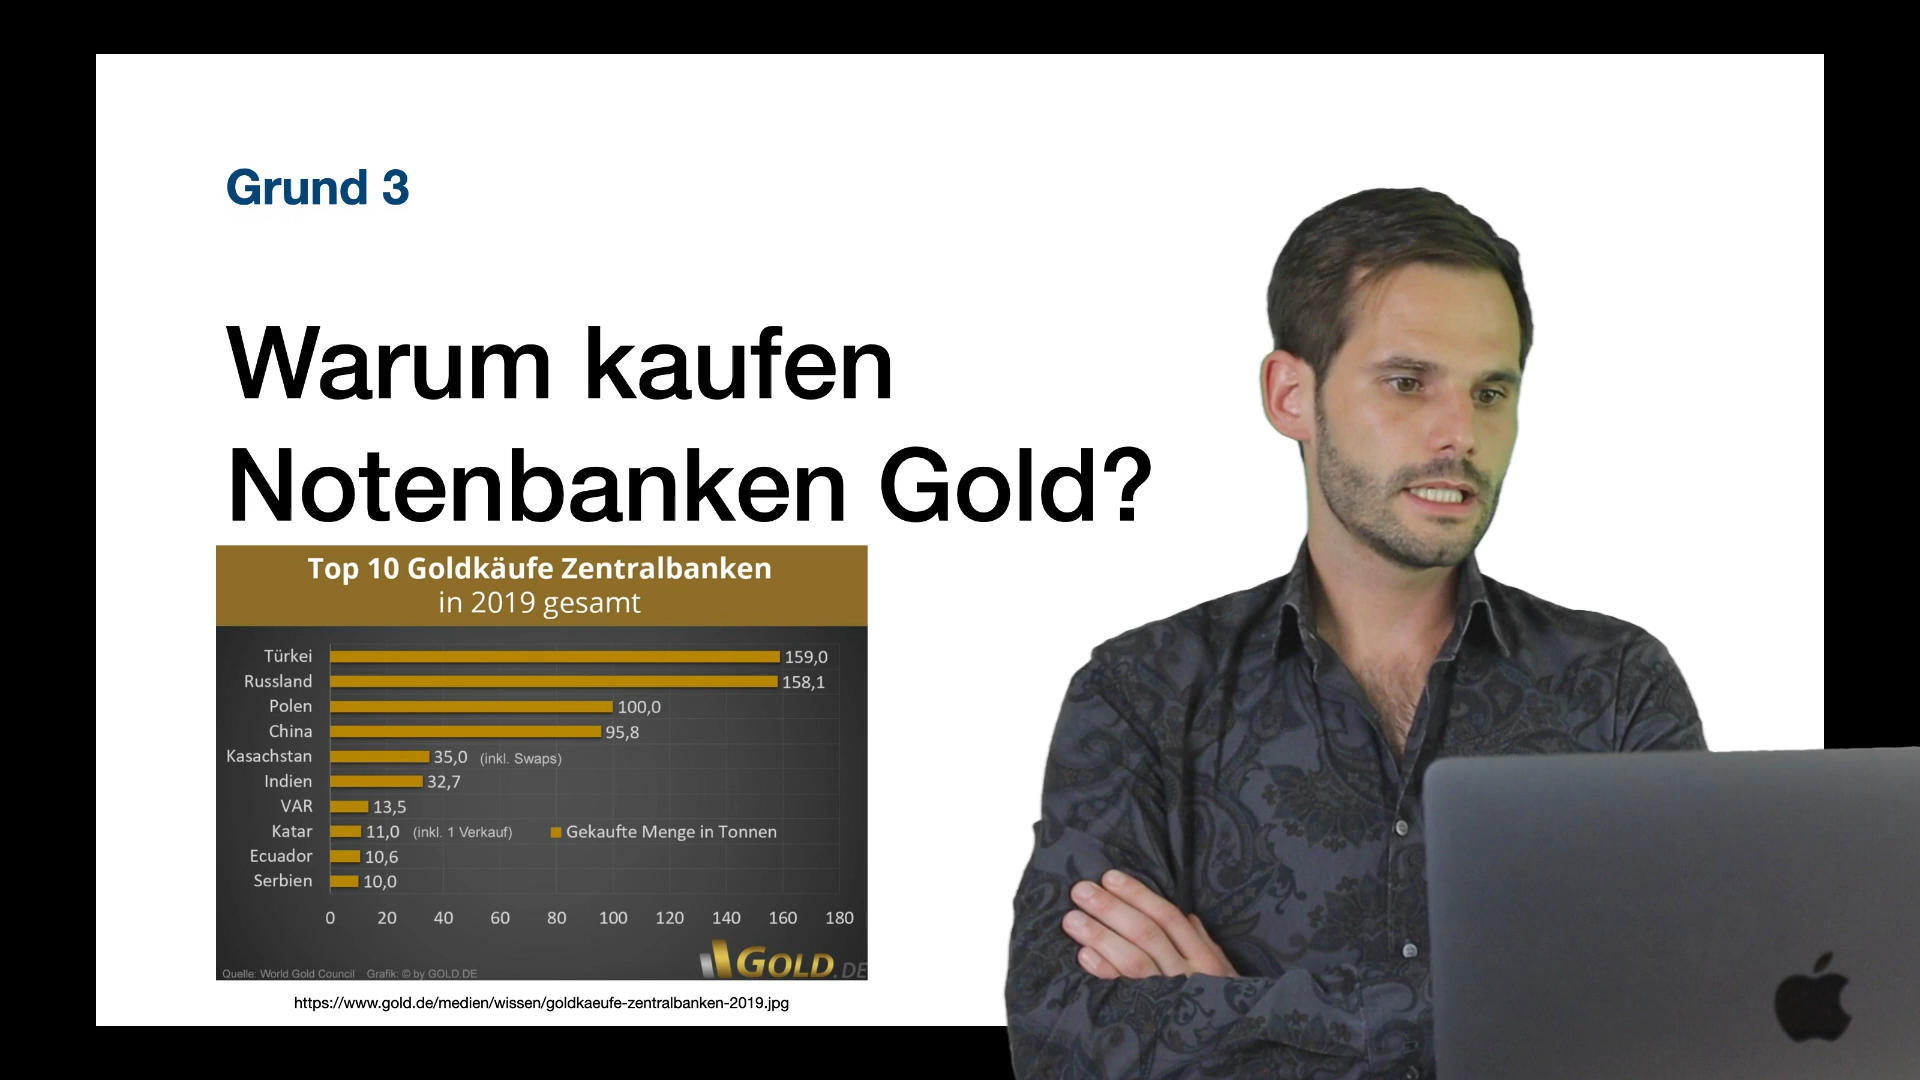 Grund 3
Warum kaufen
Notenbanken Gold?
Top 10 Goldkäufe Zentralbanken
in 2019 gesamt
Türkei 159,0
Russland 158,1
Polen 100,0
China 95,8
Kasachstan 35,0 (inkl. Swaps)
Indien 32,7
VAR 13,5
Katar 11,0 (inkl. 1 Verkauf) Gekaufte Menge in Tonnen
Ecuador 10,6
Serbien 10,0
0 20 40 60 80 100 120 140 160 180
GOLD.DE
Quelle: World Gold Council Grafik: © by GOLD.DE
https://www.gold.de/medien/wissen/goldkaeufe-zentralbanken-2019.jpg